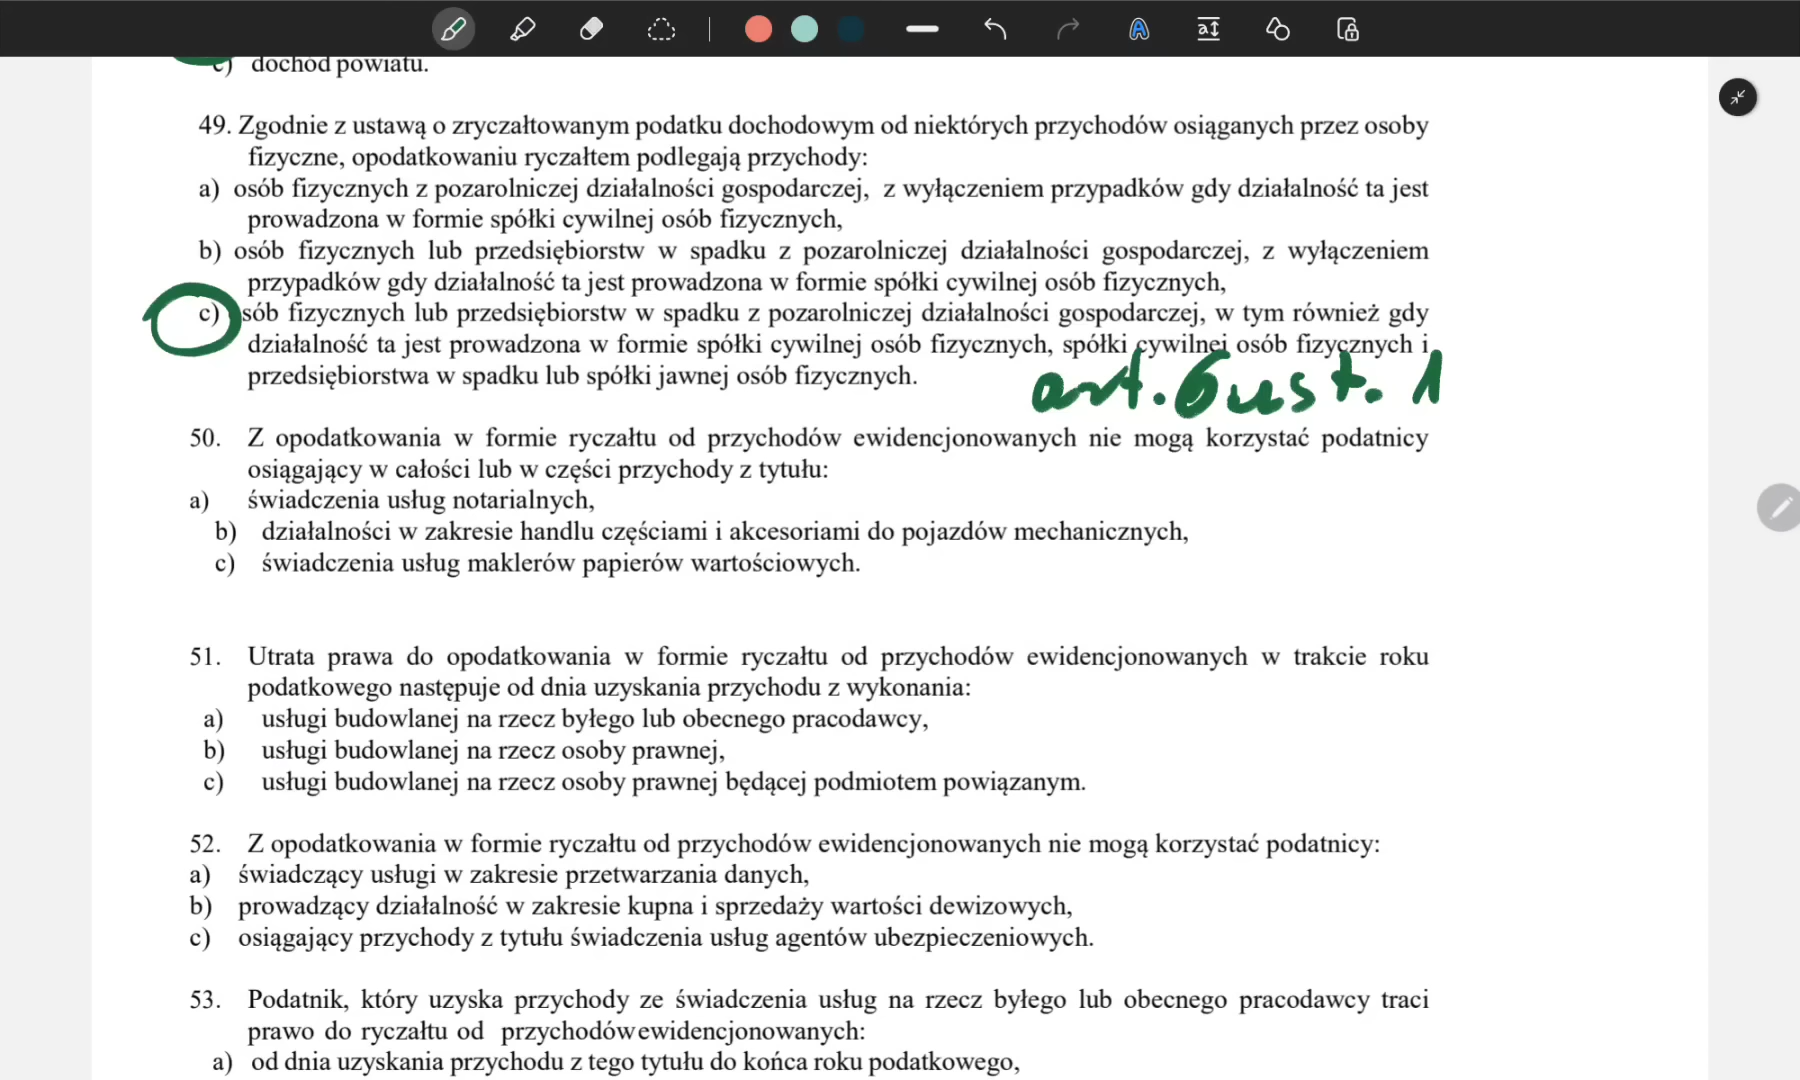 c) dochód powiatu.
49. Zgodnie z ustawą o zryczałtowanym podatku dochodowym od niektórych przychodów osiąganych przez osoby
fizyczne, opodatkowaniu ryczałtem podlegają przychody:
a) osób fizycznych z pozarolniczej działalności gospodarczej, z wyłączeniem przypadków gdy działalność ta jest
prowadzona w formie spółki cywilnej osób fizycznych,
b) osób fizycznych lub przedsiębiorstw w spadku z pozarolniczej działalności gospodarczej, z wyłączeniem
przypadków gdy działalność ta jest prowadzona w formie spółki cywilnej osób fizycznych,
c) sób fizycznych lub przedsiębiorstw w spadku z pozarolniczej działalności gospodarczej, w tym również gdy
działalność ta jest prowadzona w formie spółki cywilnej osób fizycznych, spółki cywilnej osób fizycznych i
przedsiębiorstwa w spadku lub spółki jawnej osób fizycznych.
art. 6 ust. 1
50. Z opodatkowania w formie ryczałtu od przychodów ewidencjonowanych nie mogą korzystać podatnicy
osiągający w całości lub w części przychody z tytułu:
a) świadczenia usług notarialnych,
b) działalności w zakresie handlu częściami i akcesoriami do pojazdów mechanicznych,
c) świadczenia usług maklerów papierów wartościowych.
51. Utrata prawa do opodatkowania w formie ryczałtu od przychodów ewidencjonowanych w trakcie roku
podatkowego następuje od dnia uzyskania przychodu z wykonania:
a) usługi budowlanej na rzecz byłego lub obecnego pracodawcy,
b) usługi budowlanej na rzecz osoby prawnej,
c) usługi budowlanej na rzecz osoby prawnej będącej podmiotem powiązanym.
52. Z opodatkowania w formie ryczałtu od przychodów ewidencjonowanych nie mogą korzystać podatnicy:
a) świadczący usługi w zakresie przetwarzania danych,
b) prowadzący działalność w zakresie kupna i sprzedaży wartości dewizowych,
c) osiągający przychody z tytułu świadczenia usług agentów ubezpieczeniowych.
53. Podatnik, który uzyska przychody ze świadczenia usług na rzecz byłego lub obecnego pracodawcy traci
prawo do ryczałtu od przychodów ewidencjonowanych:
a) od dnia uzyskania przychodu z tego tytułu do końca roku podatkowego,